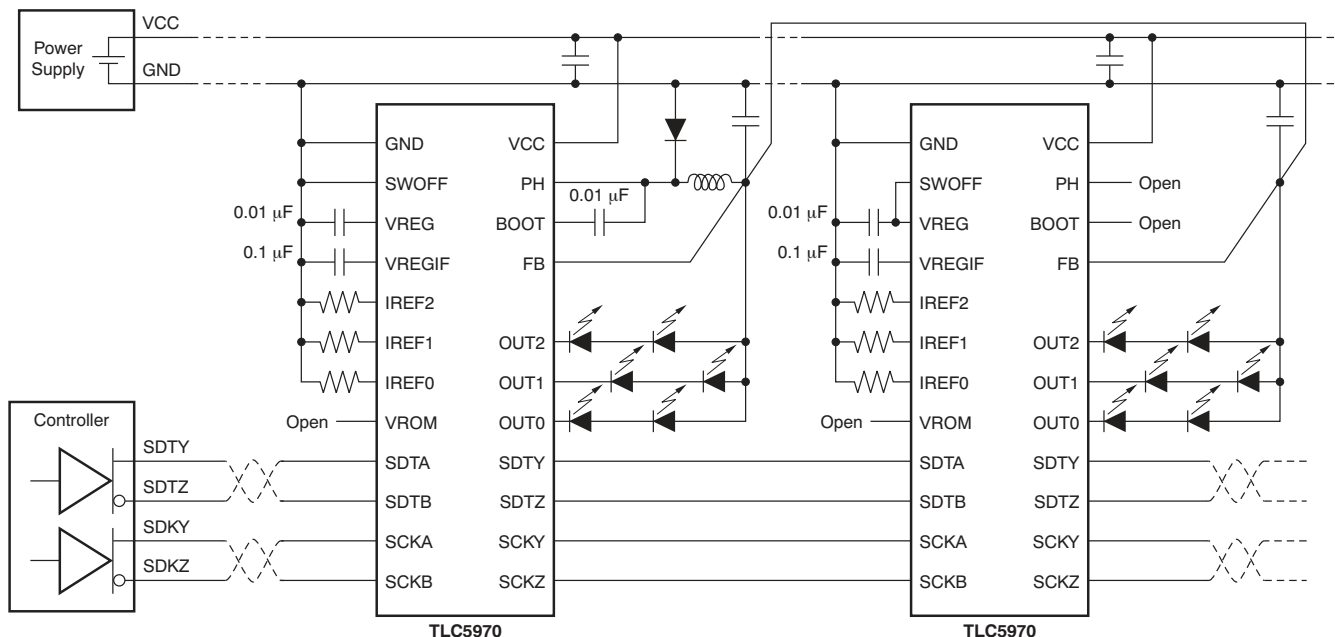 Power
Supply
VCC
GND
GND
SWOFF
VREG
VREGIF
IREF2
IREF1
IREF0
VROM
SDTA
SDTB
SCKA
SCKB
0.01 μF
0.1 μF
Open
VCC
PH
BOOT
FB
OUT2
OUT1
OUT0
SDTY
SDTZ
SCKY
SCKZ
0.01 μF
TLC5970
0.01 μF
0.1 μF
Open
GND
SWOFF
VREG
VREGIF
IREF2
IREF1
IREF0
VROM
SDTA
SDTB
SCKA
SCKB
VCC
PH
BOOT
FB
OUT2
OUT1
OUT0
SDTY
SDTZ
SCKY
SCKZ
Open
Open
TLC5970
Controller
SDTY
SDTZ
SDKY
SDKZ